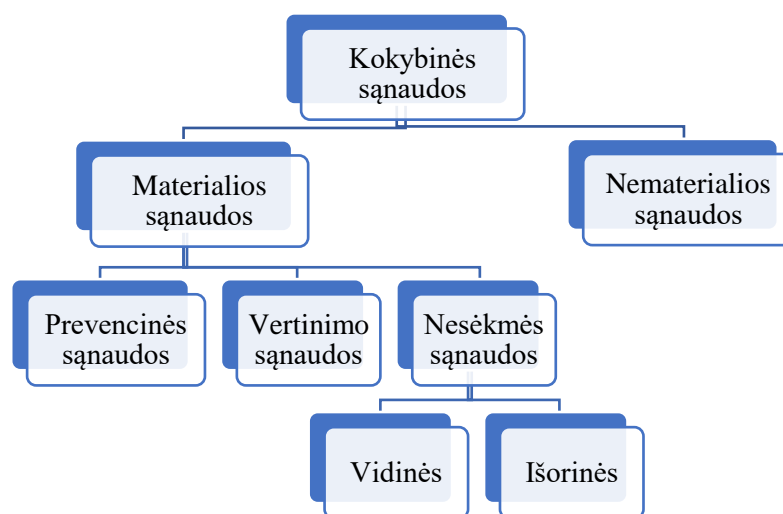 Kokybinės
sąnaudos
Materialios
sąnaudos
Nematerialios
sąnaudos
Prevencinės
sąnaudos
Vertinimo
sąnaudos
Nesėkmės
sąnaudos
Vidinės
Išorinės